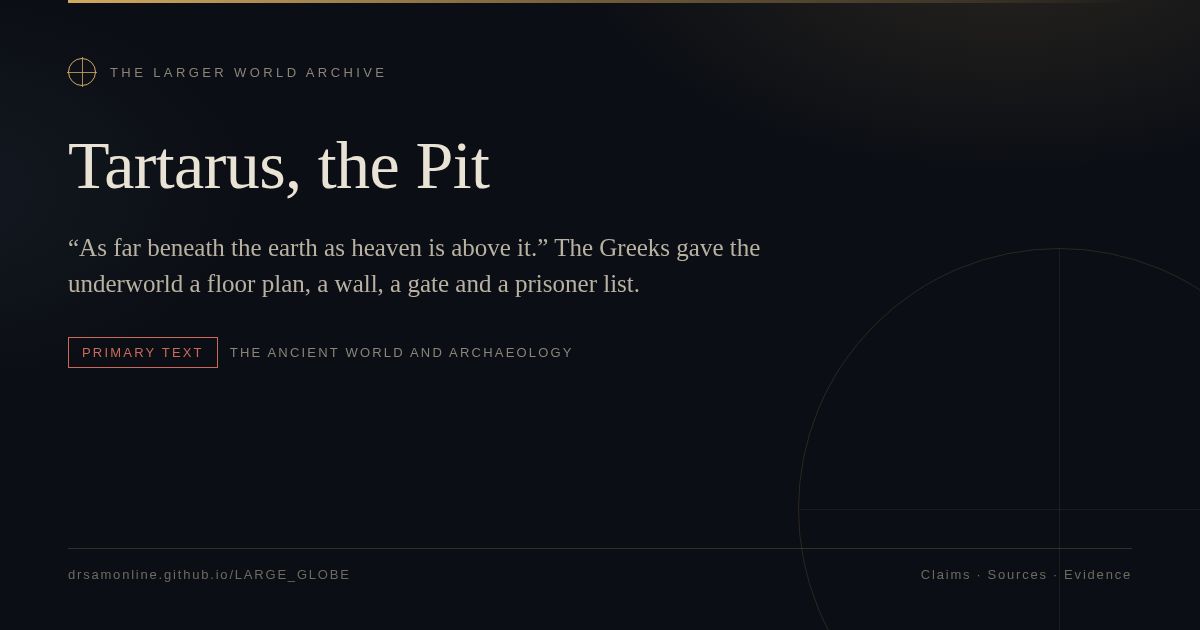 THE LARGER WORLD ARCHIVE
Tartarus, the Pit
“As far beneath the earth as heaven is above it.” The Greeks gave the
underworld a floor plan, a wall, a gate and a prisoner list.
PRIMARY TEXT
THE ANCIENT WORLD AND ARCHAEOLOGY
drsamonline.github.io/LARGE_GLOBE
Claims · Sources · Evidence